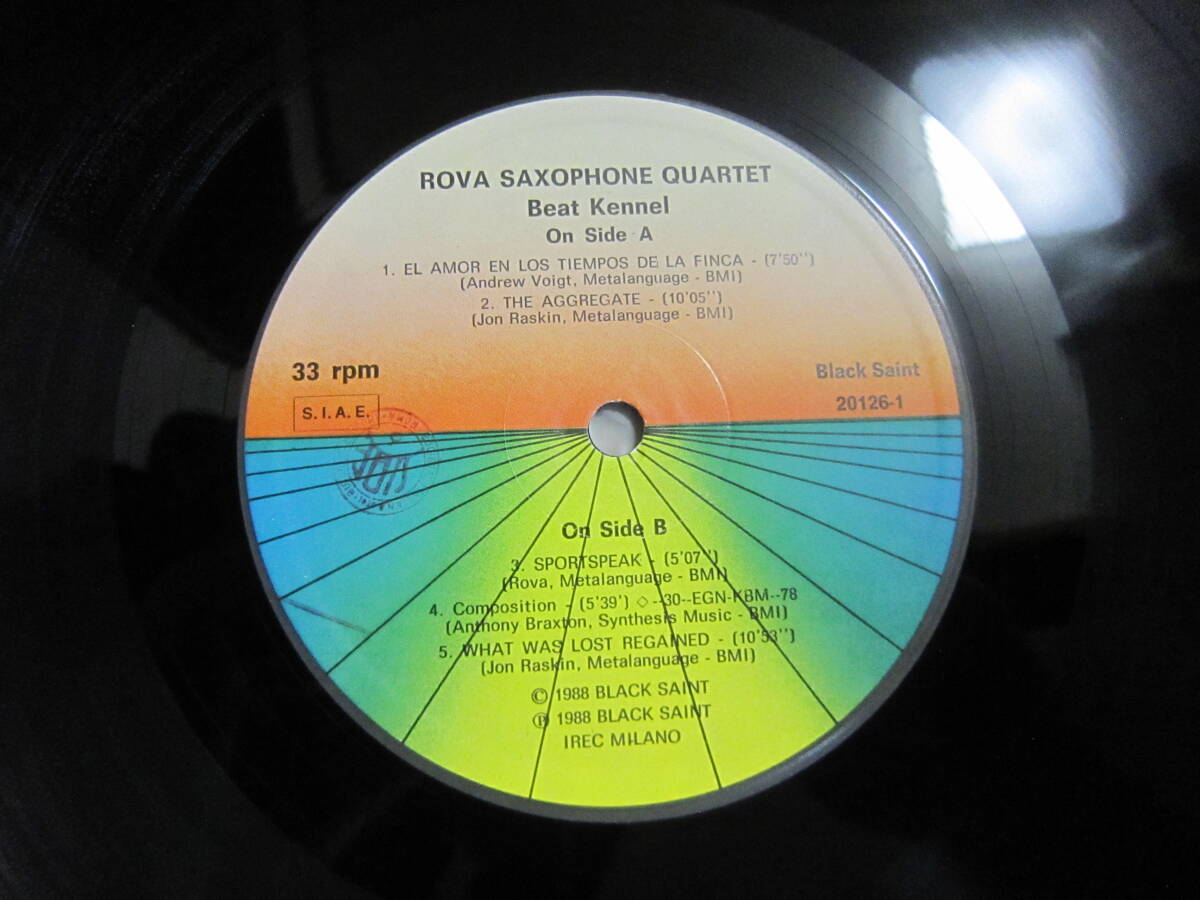 ROVA SAXOPHONE QUARTET
Beat Kennel
On Side A
1. EL AMOR EN LOS TIEMPOS DE LA FINCA - (7'50'')
(Andrew Voigt, Metalanguage - BMI)
2. THE AGGREGATE - (10'05'')
(Jon Raskin, Metalanguage - BMI)
33 rpm
S.I.A.E.
Black Saint
20126-1
On Side B
3. SPORTSPEAK - (5'07'')
(Rova, Metalanguage - BMI)
4. Composition - (5'39') ◇--30--EGN-KBM--78
(Anthony Braxton, Synthesis Music - BMI)
5. WHAT WAS LOST REGAINED - (10'53'')
(Jon Raskin, Metalanguage - BMI)
© 1988 BLACK SAINT
℗ 1988 BLACK SAINT
IREC MILANO